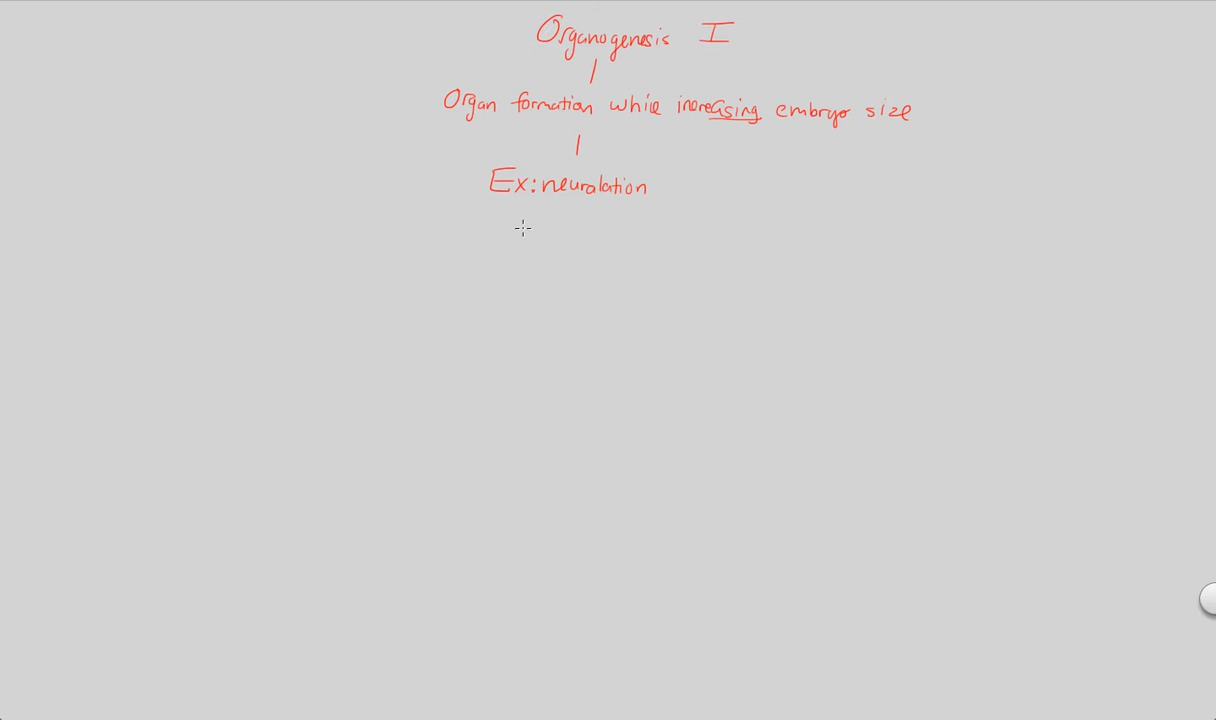 Organogenesis I
Organ formation while increasing embryo size
Ex: neuralation